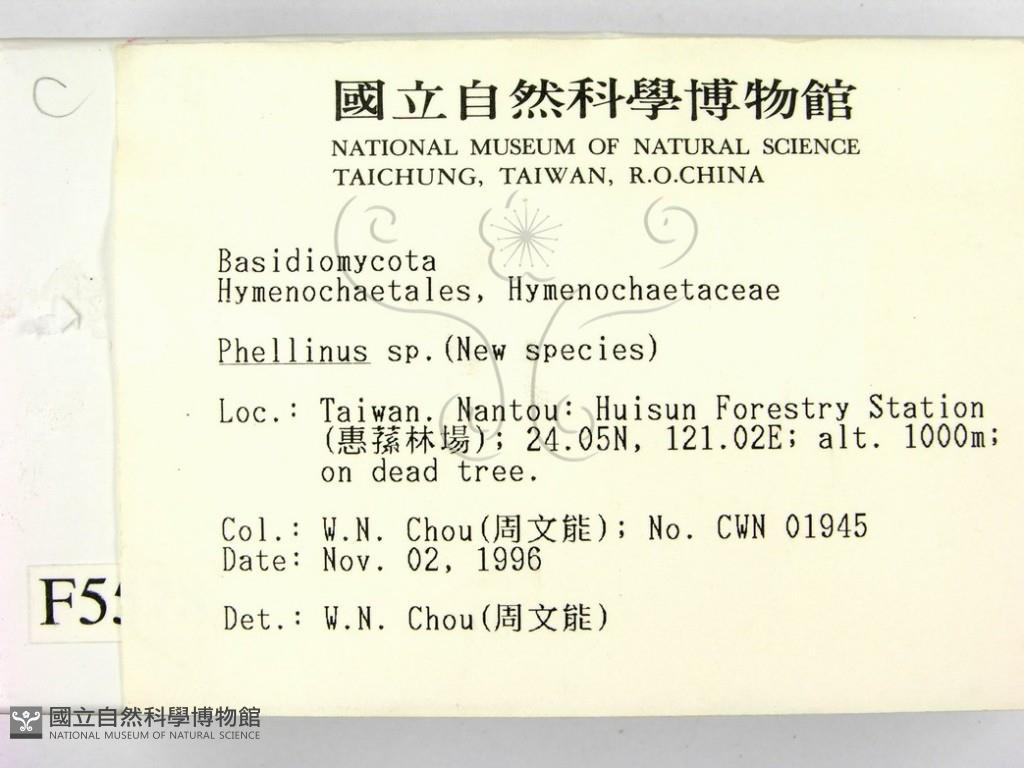 C
國立自然科學博物館
NATIONAL MUSEUM OF NATURAL SCIENCE
TAICHUNG, TAIWAN, R.O.CHINA
Basidiomycota
Hymenochaetales, Hymenochaetaceae
Phellinus sp.(New species)
Loc.: Taiwan. Nantou: Huisun Forestry Station
(惠蓀林場); 24.05N, 121.02E; alt. 1000m;
on dead tree.
Col.: W.N. Chou(周文能); No. CWN 01945
Date: Nov. 02, 1996
Det.: W.N. Chou(周文能)
國立自然科學博物館
NATIONAL MUSEUM OF NATURAL SCIENCE